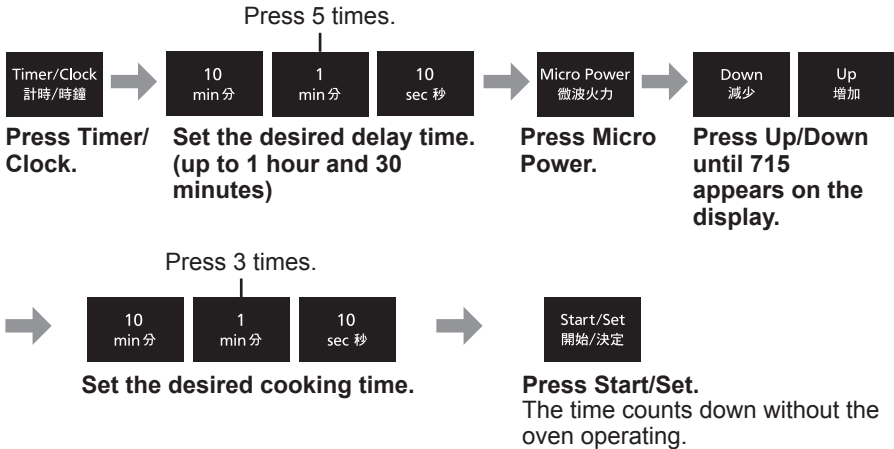 Press 5 times.
Timer/Clock
計時/時鐘
10
min 分
1
min 分
10
sec 秒
Micro Power
微波火力
Down
減少
Up
增加
Press Timer/
Clock.
Set the desired delay time.
(up to 1 hour and 30
minutes)
Press Micro
Power.
Press Up/Down
until 715
appears on the
display.
Press 3 times.
10
min 分
1
min 分
10
sec 秒
Start/Set
開始/決定
Set the desired cooking time.
Press Start/Set.
The time counts down without the
oven operating.